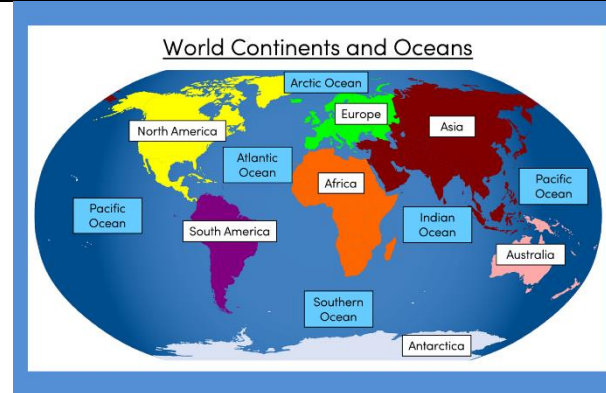 World Continents and Oceans
Arctic Ocean
Europe
North America
Asia
Atlantic
Ocean
Africa
Pacific
Ocean
Pacific
Ocean
Indian
Ocean
South America
Australia
Southern
Ocean
Antarctica